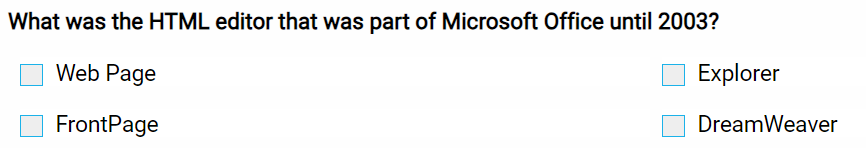 What was the HTML editor that was part of Microsoft Office until 2003?
Web Page
Explorer
FrontPage
DreamWeaver